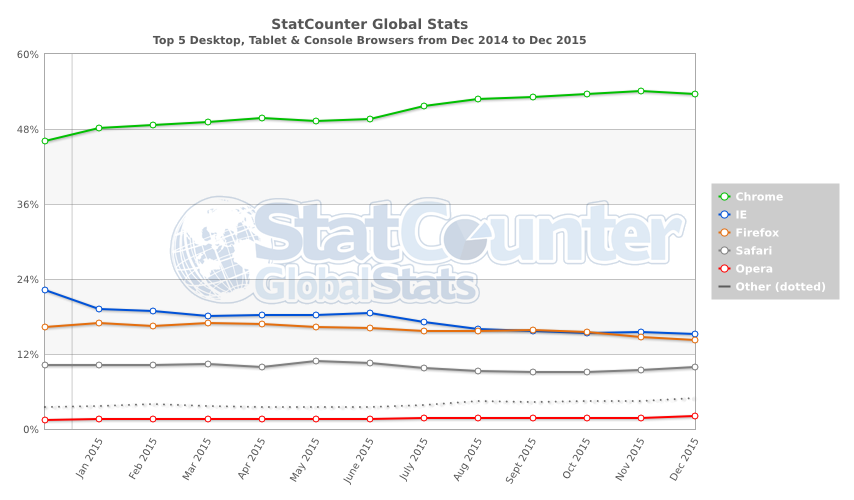 StatCounter Global Stats
Top 5 Desktop, Tablet & Console Browsers from Dec 2014 to Dec 2015
60%
48%
36%
24%
12%
0%
StatCounter
GlobalStats
Chrome
IE
Firefox
Safari
Opera
Other (dotted)
Jan 2015
Feb 2015
Mar 2015
Apr 2015
May 2015
June 2015
July 2015
Aug 2015
Sept 2015
Oct 2015
Nov 2015
Dec 2015